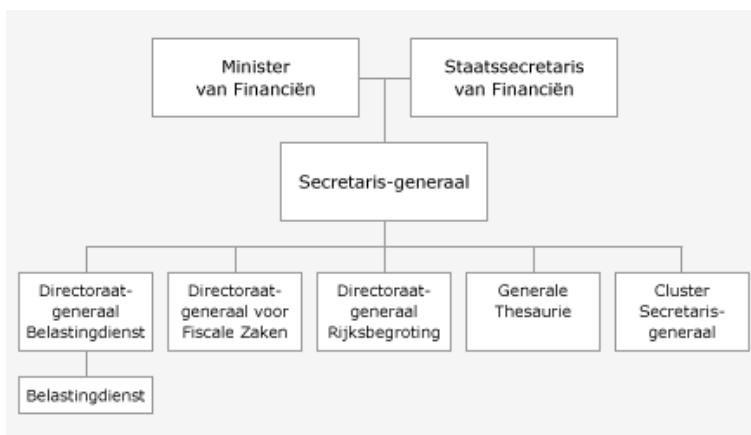 Minister
van Financiën
Staatssecretaris
van Financiën
Secretaris-generaal
Directoraat-
generaal
Belastingdienst
Directoraat-
generaal voor
Fiscale Zaken
Directoraat-
generaal
Rijksbegroting
Generale
Thesaurie
Cluster
Secretaris-
generaal
Belastingdienst